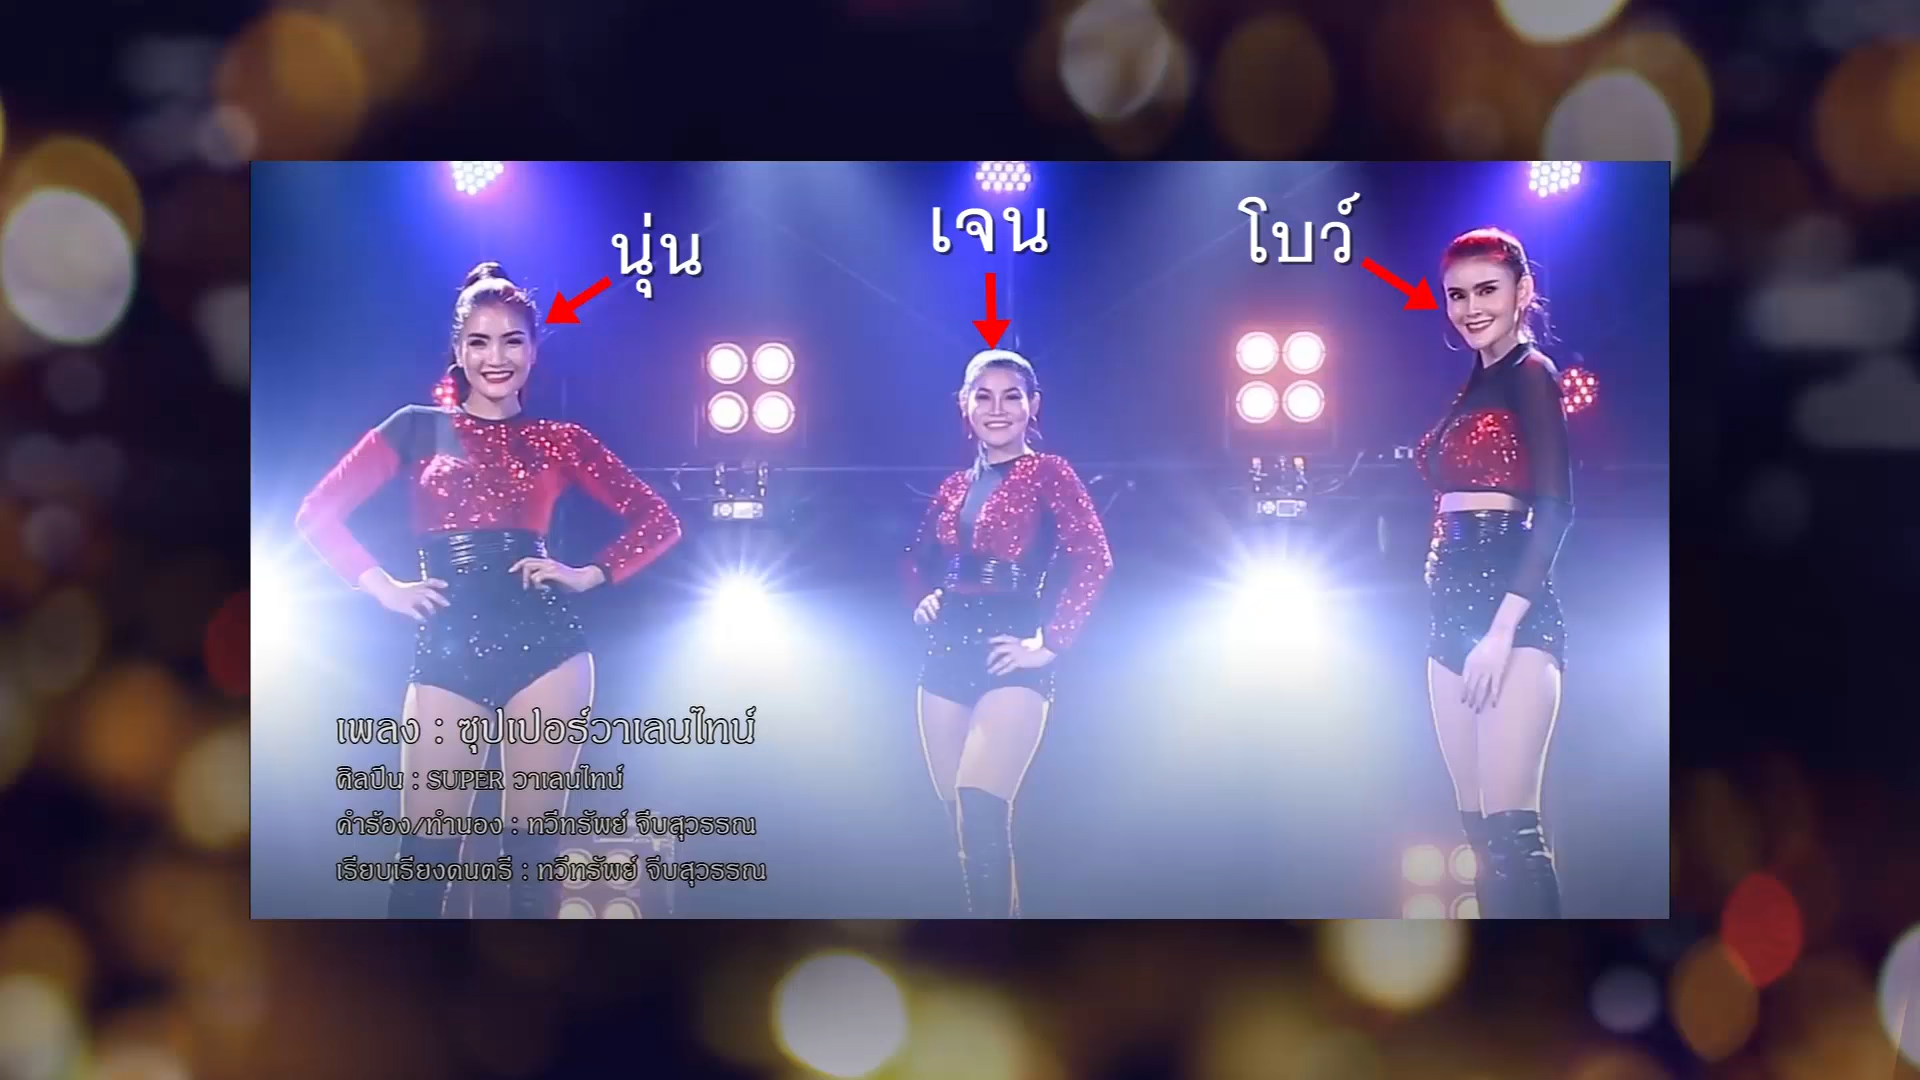 นุ่น
เจน
โบว์
เพลง : ซุปเปอร์วาเลนไทน์
ศิลปิน : SUPER วาเลนไทน์
คำร้อง/ทำนอง : ทวีทรัพย์ จีบสุวรรณ
เรียบเรียงดนตรี : ทวีทรัพย์ จีบสุวรรณ